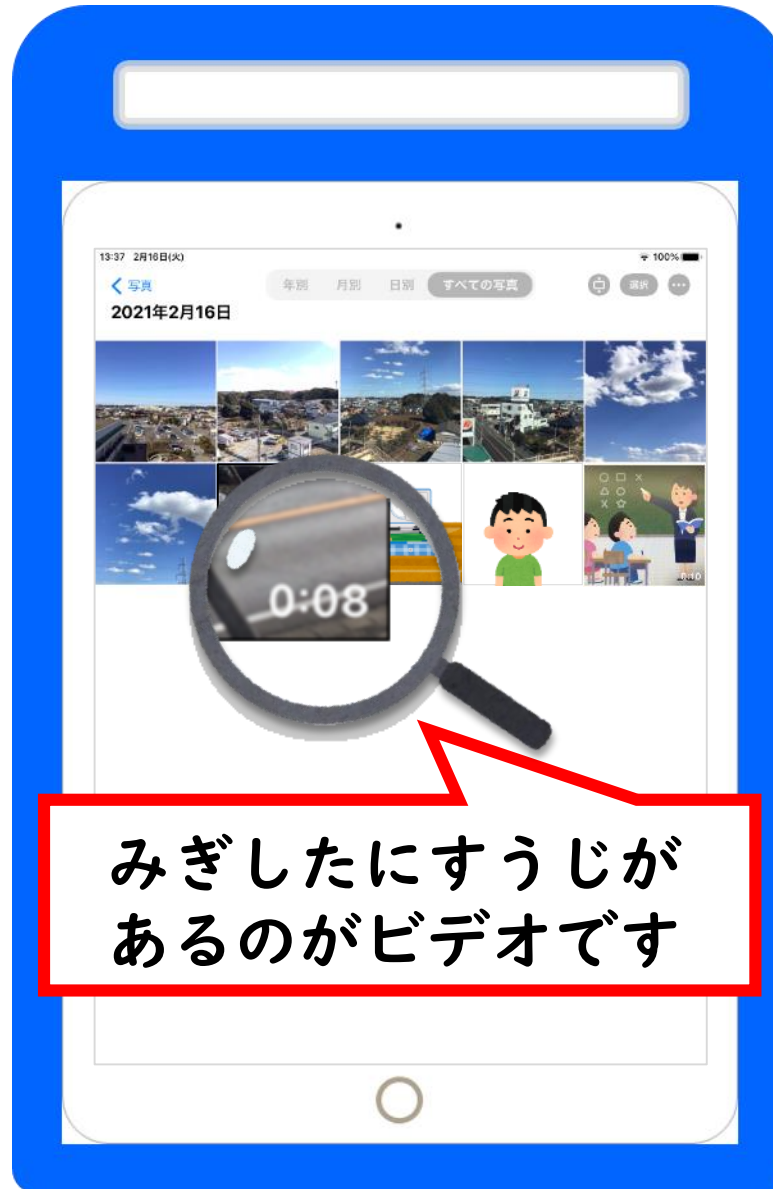 13:37 2月16日(火)
100%
写真
年別 月別 日別 すべての写真
選択
2021年2月16日
0:08
0:10
みぎしたにすうじが
あるのがビデオです